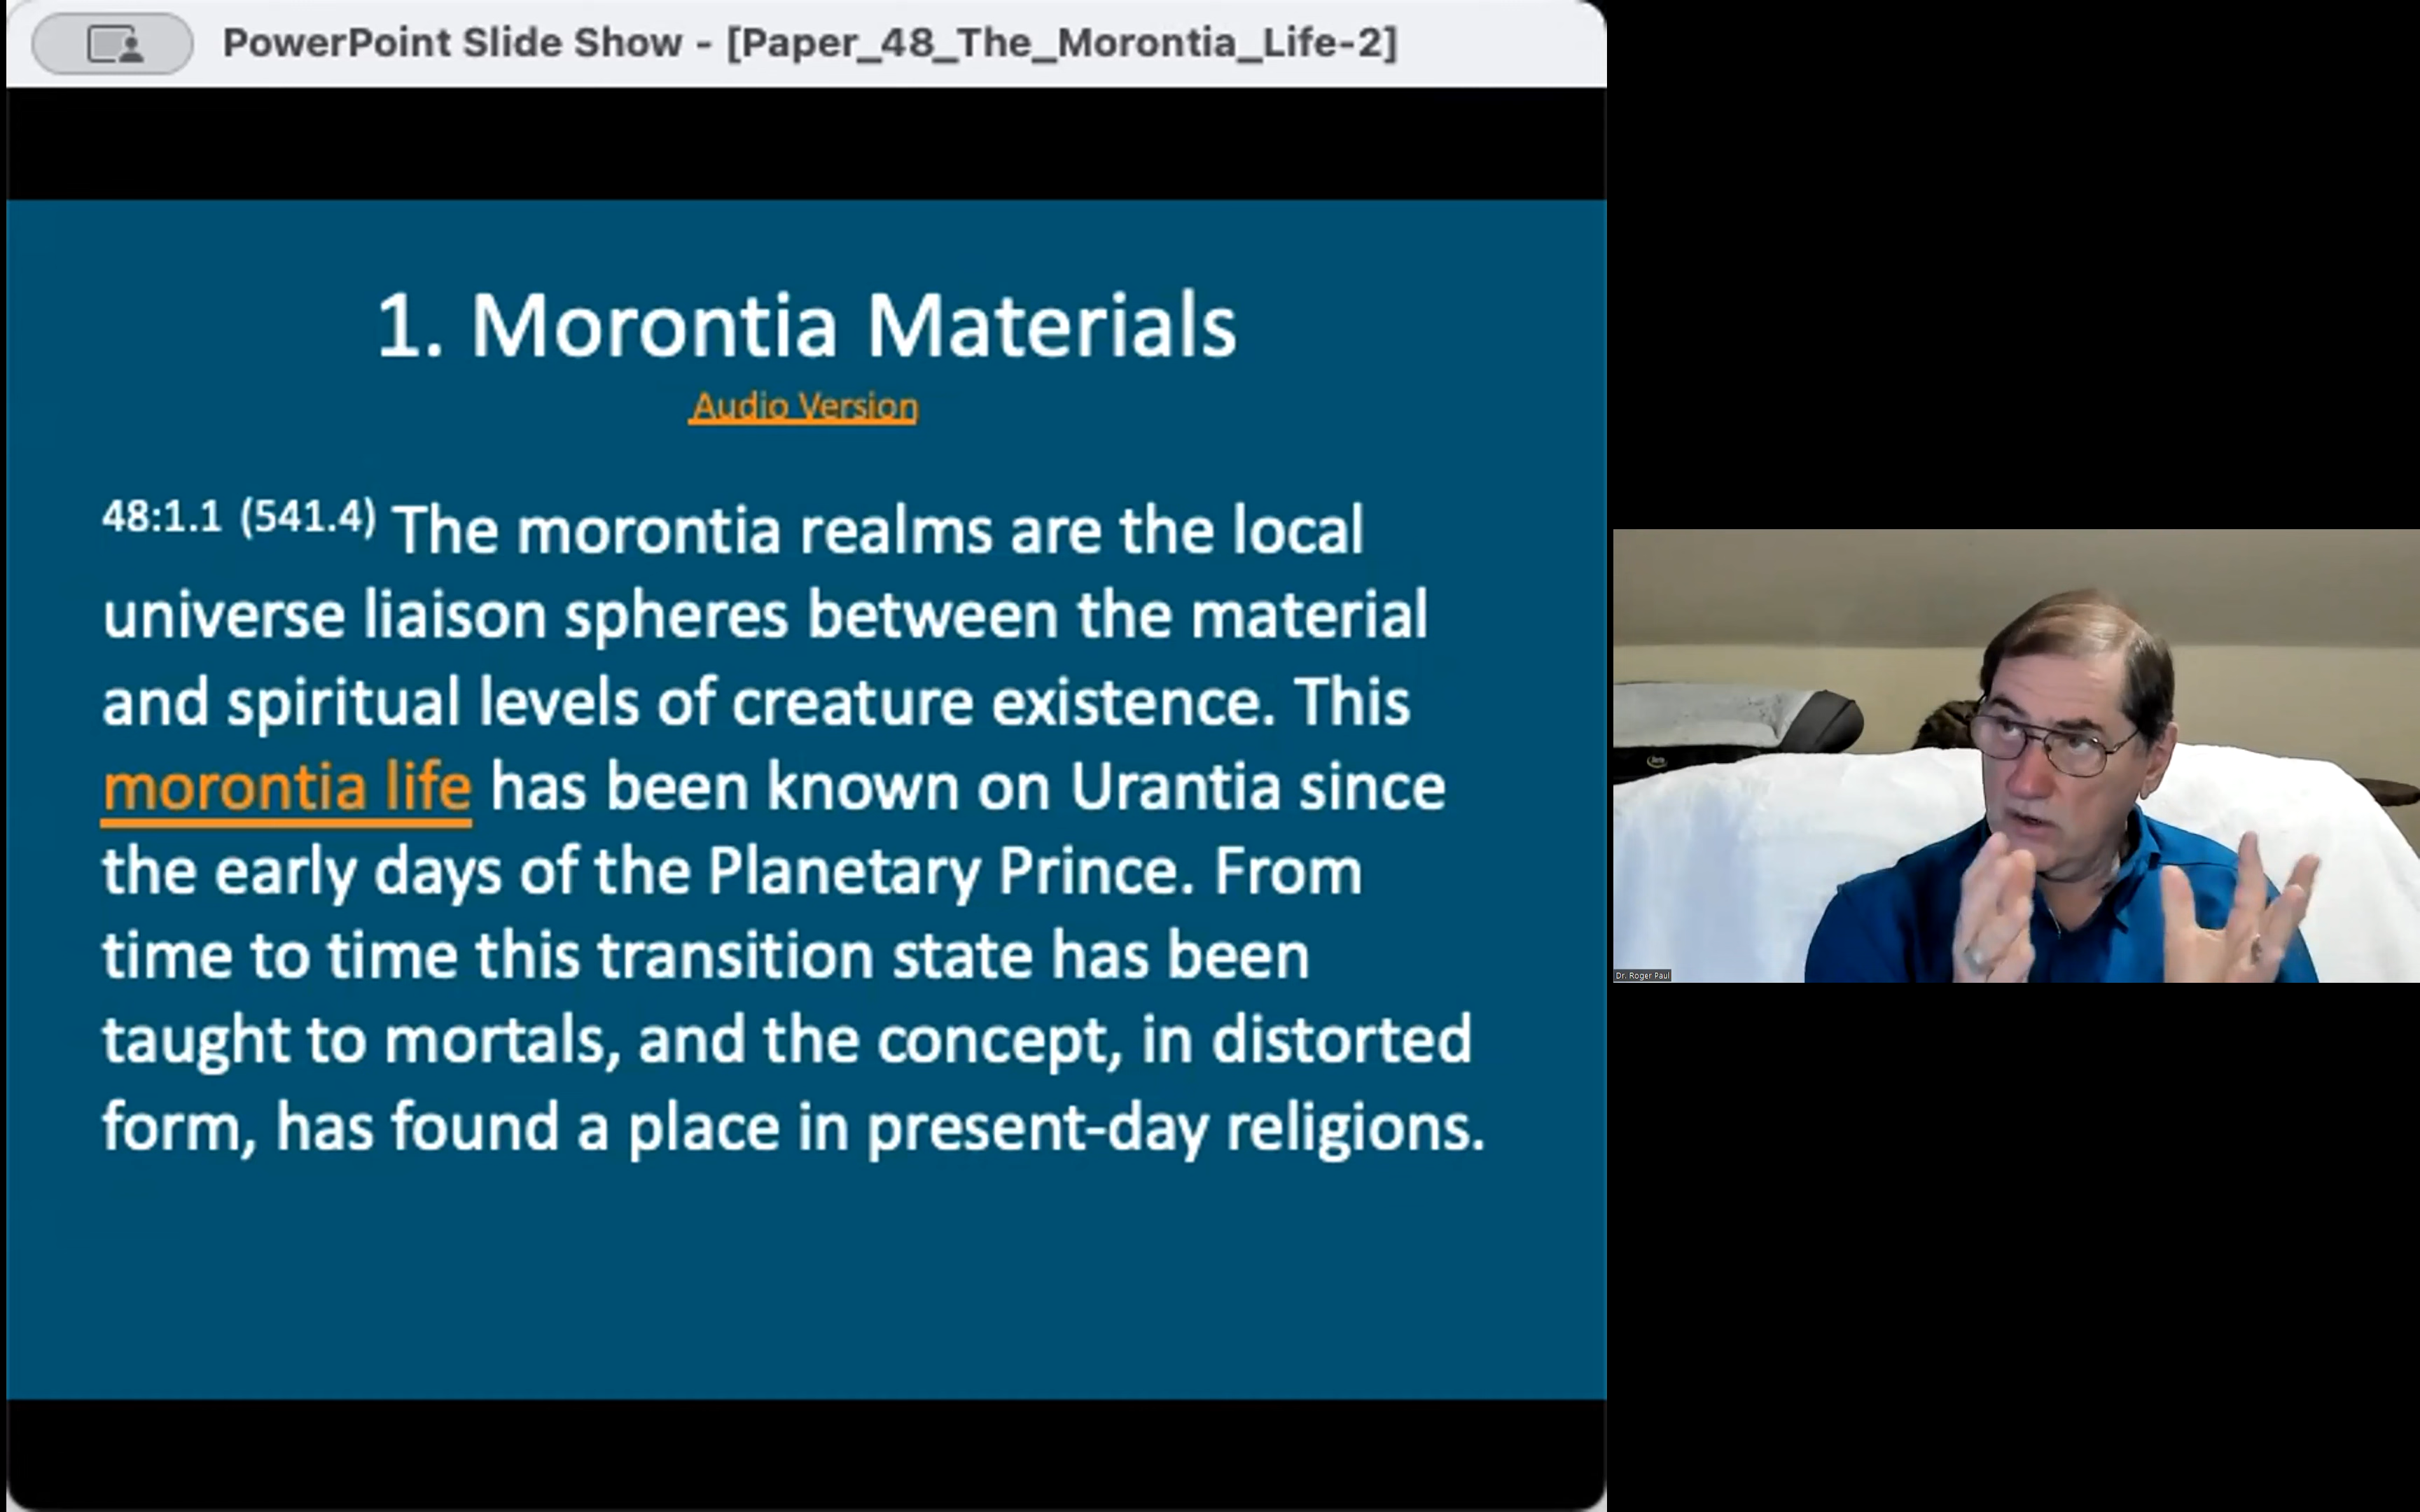 PowerPoint Slide Show - [Paper_48_The_Morontia_Life-2]
1. Morontia Materials
Audio Version
48:1.1 (541.4) The morontia realms are the local
universe liaison spheres between the material
and spiritual levels of creature existence. This
morontia life has been known on Urantia since
the early days of the Planetary Prince. From
time to time this transition state has been
taught to mortals, and the concept, in distorted
form, has found a place in present-day religions.
Dr. Roger Paul